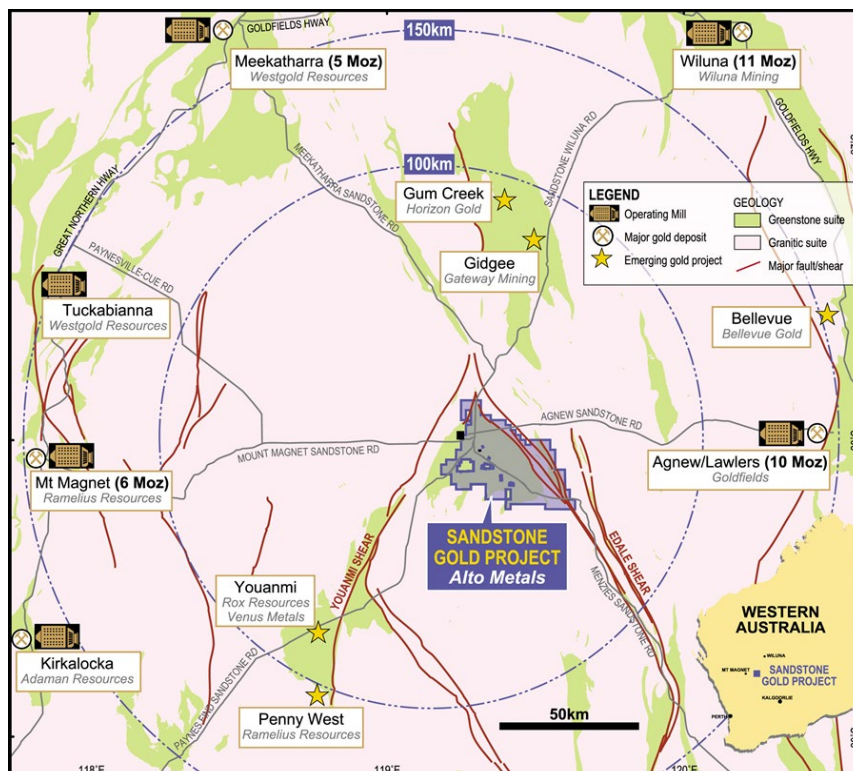 GOLDFIELDS HWY
150km
Meekatharra (5 Moz)
Westgold Resources
Wiluna (11 Moz)
Wiluna Mining
GOLDFIELDS HWY
SANDSTONE WILUNA RD
MEEKATHARRA SANDSTONE RD
100km
GREAT NORTHERN HWY
PAYNESVILLE-CUE RD
Gum Creek
Horizon Gold
Gidgee
Gateway Mining
LEGEND
Operating Mill
Major gold deposit
Emerging gold project
GEOLOGY
Greenstone suite
Granitic suite
Major fault/shear
Tuckabianna
Westgold Resources
Bellevue
Bellevue Gold
AGNEW SANDSTONE RD
MOUNT MAGNET SANDSTONE RD
Mt Magnet (6 Moz)
Ramelius Resources
Agnew/Lawlers (10 Moz)
Goldfields
SANDSTONE
GOLD PROJECT
Alto Metals
YOUANMI SHEAR
EDALE SHEAR
MENZIES SANDSTONE RD
Youanmi
Rox Resources
Venus Metals
Kirkalocka
Adaman Resources
PAYNES FIND SANDSTONE RD
Penny West
Ramelius Resources
50km
WESTERN
AUSTRALIA
WILUNA
MT MAGNET
SANDSTONE
GOLD PROJECT
KALGOORLIE
PERTH
118°E
119°E
120°E